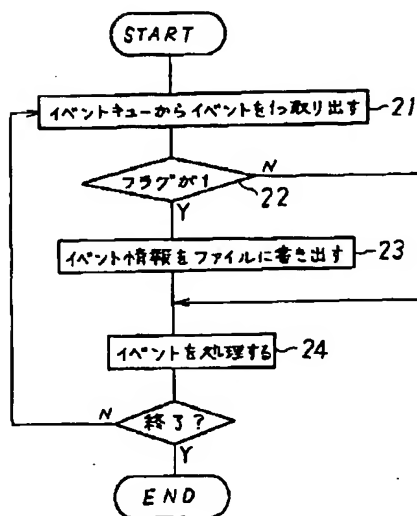 START
イベントキューからイベントを1つ取り出す 21
フラグが1 N
22
Y
イベント情報をファイルに書き出す 23
イベントを処理する 24
N 終了?
Y
END